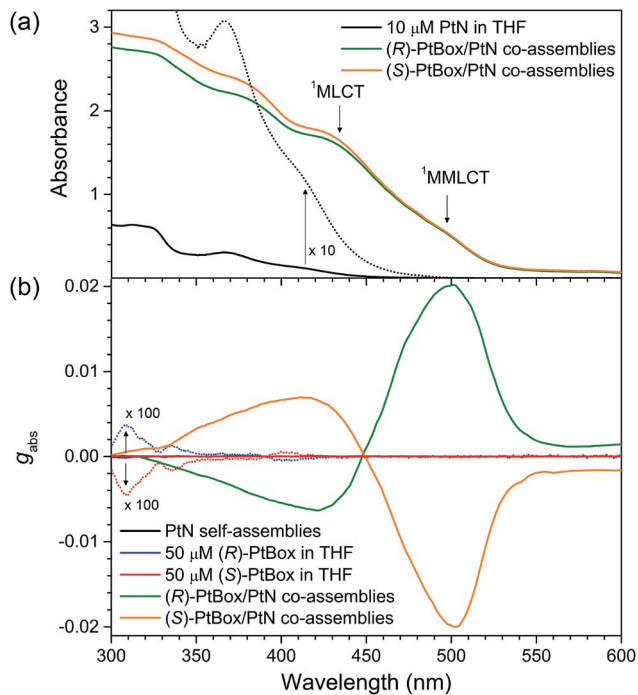 (a)
10 μM PtN in THF
(R)-PtBox/PtN co-assemblies
(S)-PtBox/PtN co-assemblies
¹MLCT
¹MMLCT
x 10
3
2
1
Absorbance
(b)
0.02
0.01
0.00
-0.01
-0.02
g_abs
x 100
x 100
PtN self-assemblies
50 μM (R)-PtBox in THF
50 μM (S)-PtBox in THF
(R)-PtBox/PtN co-assemblies
(S)-PtBox/PtN co-assemblies
300 350 400 450 500 550 600
Wavelength (nm)